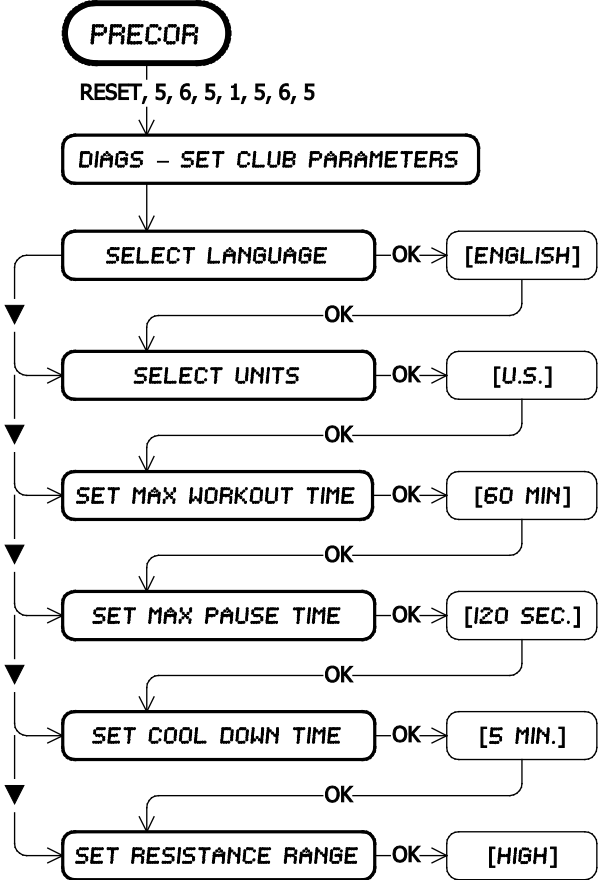 PRECOR
RESET, 5, 6, 5, 1, 5, 6, 5
DIAGS – SET CLUB PARAMETERS
SELECT LANGUAGE OK [ENGLISH]
OK
SELECT UNITS OK [U.S.]
OK
SET MAX WORKOUT TIME OK [60 MIN]
OK
SET MAX PAUSE TIME OK [120 SEC.]
OK
SET COOL DOWN TIME OK [5 MIN.]
OK
SET RESISTANCE RANGE OK [HIGH]